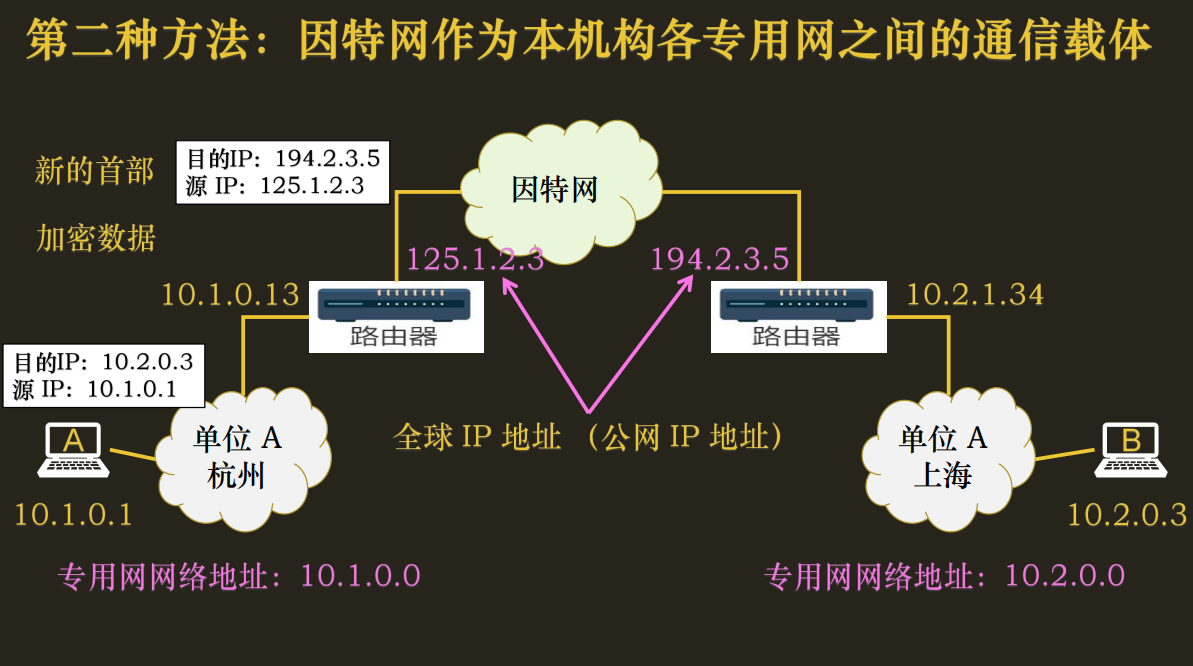 第二种方法：因特网作为本机构各专用网之间的通信载体
新的首部
目的IP：194.2.3.5
源 IP：125.1.2.3
因特网
加密数据
125.1.2.3
194.2.3.5
10.1.0.13
路由器
路由器
10.2.1.34
目的IP：10.2.0.3
源 IP：10.1.0.1
A
单位 A
杭州
全球 IP 地址 （公网 IP 地址）
单位 A
上海
B
10.1.0.1
10.2.0.3
专用网网络地址：10.1.0.0
专用网网络地址：10.2.0.0